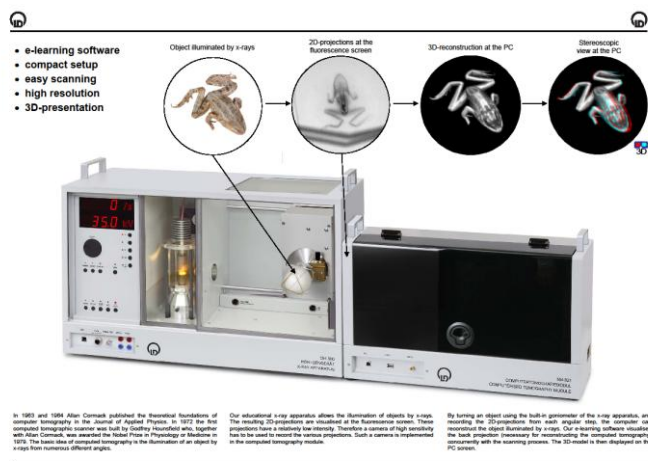 • e-learning software
• compact setup
• easy scanning
• high resolution
• 3D-presentation
Object illuminated by x-rays
2D-projections at the
fluorescence screen
3D-reconstruction at the PC
Stereoscopic
view at the PC
3D
35.0
In 1963 and 1964 Allan Cormack published the theoretical foundations of
computer tomography in the Journal of Applied Physics. In 1972 the first
computed tomographic scanner was built by Godfrey Hounsfield who, together
with Allan Cormack, was awarded the Nobel Prize in Physiology or Medicine in
1979. The basic idea of computed tomography is the illumination of an object by
x-rays from numerous different angles.
Our educational x-ray apparatus allows the illumination of objects by x-rays.
The resulting 2D-projections are visualised at the fluorescence screen. These
projections have a relatively low intensity. Therefore a camera of high sensitivity
has to be used to record the various projections. Such a camera is implemented
in the computed tomography module.
By turning an object using the built-in goniometer of the x-ray apparatus, an
recording the 2D-projections from each angular step, the computer ca
reconstruct the object illuminated by x-rays. Our e-learning software visualise
the back projection (necessary for reconstructing the computed tomograph
concurrently with the scanning process. The 3D-model is then displayed on th
PC screen.